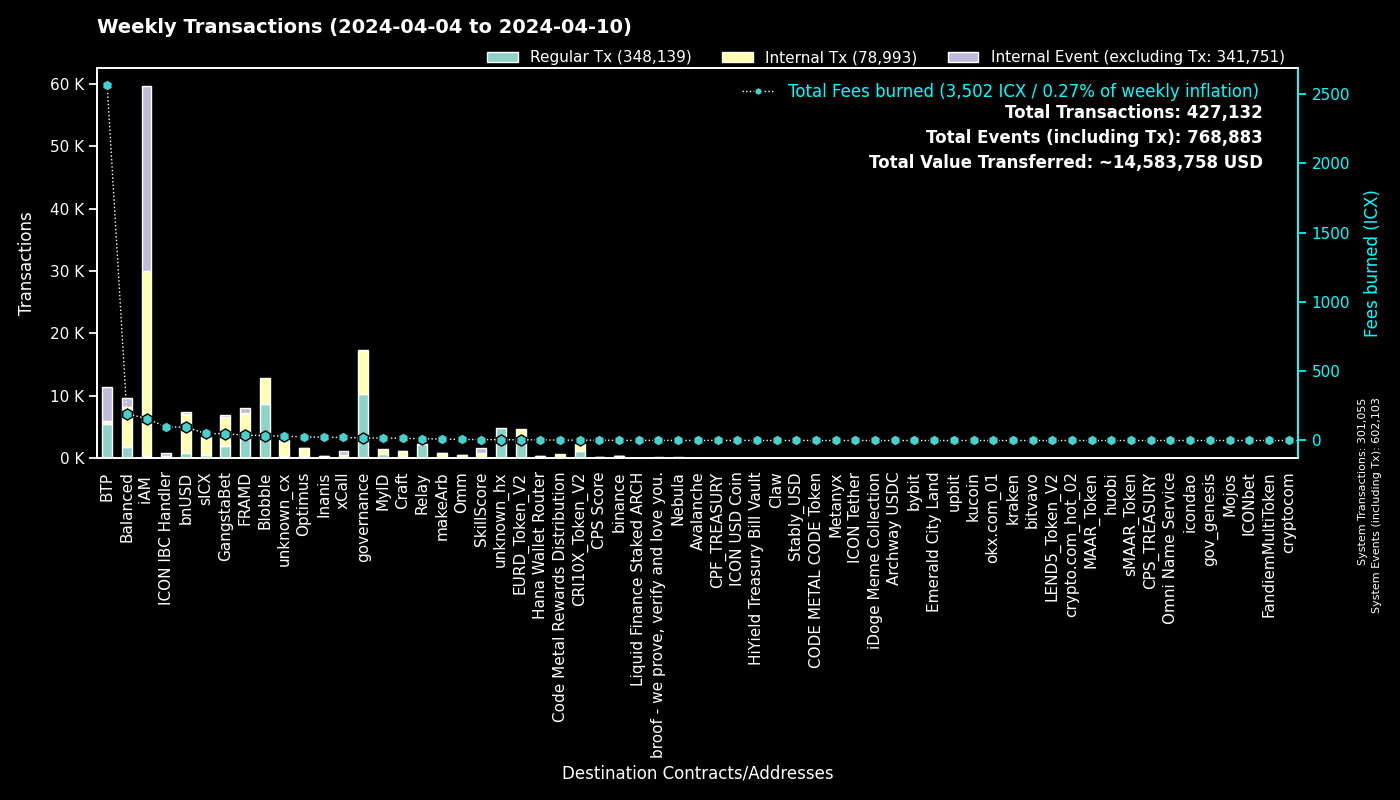 Weekly Transactions (2024-04-04 to 2024-04-10)
Regular Tx (348,139)
Internal Tx (78,993)
Internal Event (excluding Tx: 341,751)
Total Fees burned (3,502 ICX / 0.27% of weekly inflation)
Total Transactions: 427,132
Total Events (including Tx): 768,883
Total Value Transferred: ~14,583,758 USD
Transactions
60 K
50 K
40 K
30 K
20 K
10 K
0 K
2500
2000
1500
1000
500
0
Fees burned (ICX)
System Transactions: 301,055
System Events (including Tx): 602,103
BTP
Balanced
iAM
ICON IBC Handler
bnUSD
sICX
GangstaBet
FRAMD
Blobble
unknown_cx
Optimus
Inanis
xCall
governance
MyID
Craft
Relay
makeArb
Omm
SkillScore
unknown_hx
EURD_Token_V2
Hana Wallet Router
Code Metal Rewards Distribution
CRI10X_Token_V2
CPS Score
binance
Liquid Finance Staked ARCH
broof - we prove, verify and love you.
Nebula
Avalanche
CPF_TREASURY
ICON USD Coin
HiYield Treasury Bill Vault
Claw
Stably_USD
CODE METAL CODE Token
Metanyx
ICON Tether
iDoge Meme Collection
Archway USDC
bybit
Emerald City Land
upbit
kucoin
okx.com_01
kraken
bitvavo
LEND5_Token_V2
crypto.com_hot_02
MAAR_Token
huobi
sMAAR_Token
CPS_TREASURY
Omni Name Service
icondao
gov_genesis
Mojos
ICONbet
FandiemMultiToken
cryptocom
Destination Contracts/Addresses